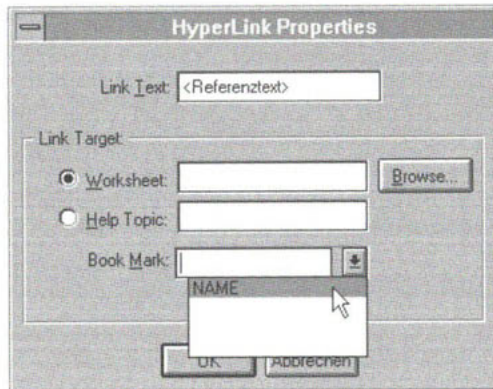 HyperLink Properties
Link Text: <Referenztext>
Link Target:
Worksheet: Browse...
Help Topic:
Book Mark:
NAME
OK Abbrechen